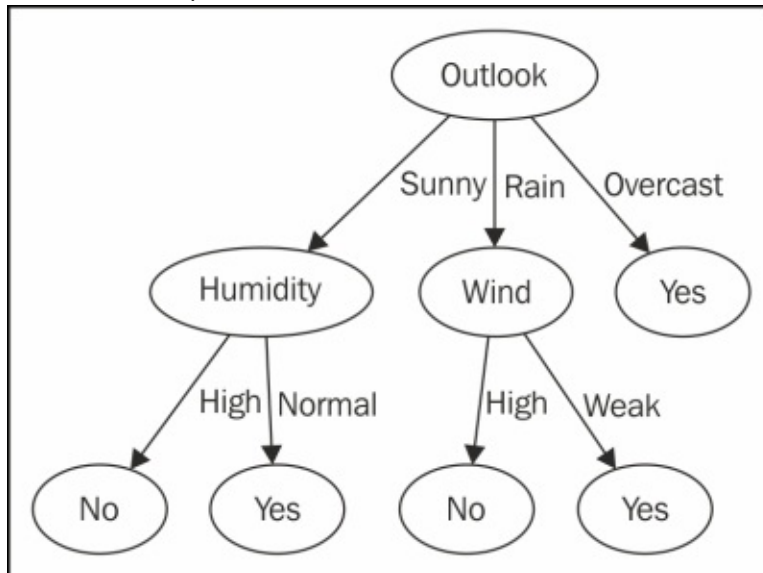 Outlook
Sunny Rain Overcast
Humidity Wind Yes
High Normal High Weak
No Yes No Yes